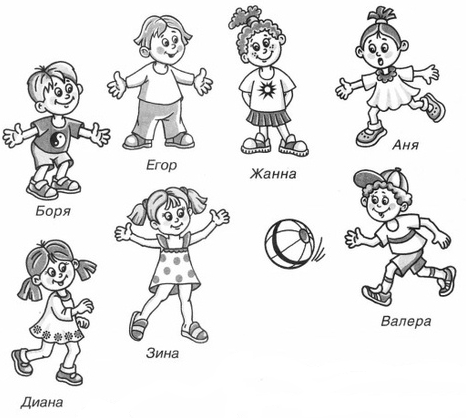 Аня
Егор
Жанна
Боря
Валера
Зина
Диана